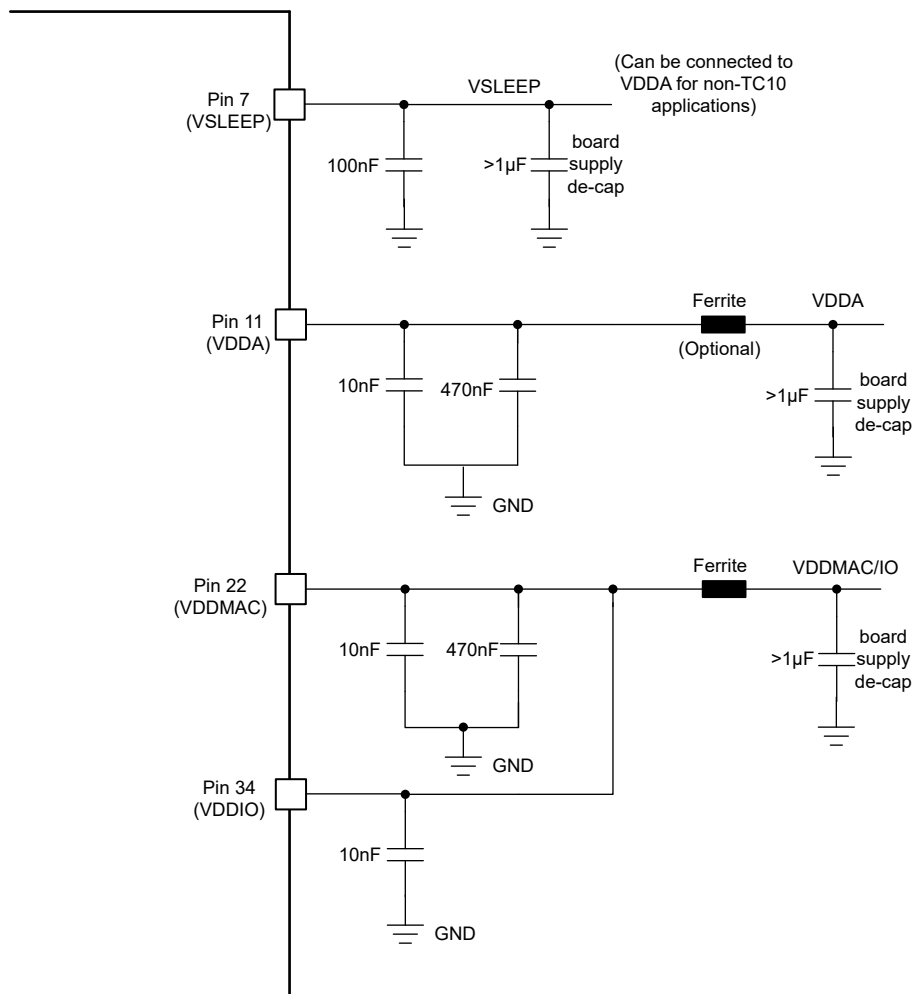 Pin 7
(VSLEEP)
VSLEEP
(Can be connected to
VDDA for non-TC10
applications)
100nF
>1µF
board
supply
de-cap
Pin 11
(VDDA)
Ferrite
(Optional)
VDDA
10nF
470nF
>1µF
board
supply
de-cap
GND
Pin 22
(VDDMAC)
Ferrite
VDDMAC/IO
10nF
470nF
>1µF
board
supply
de-cap
GND
Pin 34
(VDDIO)
10nF
GND